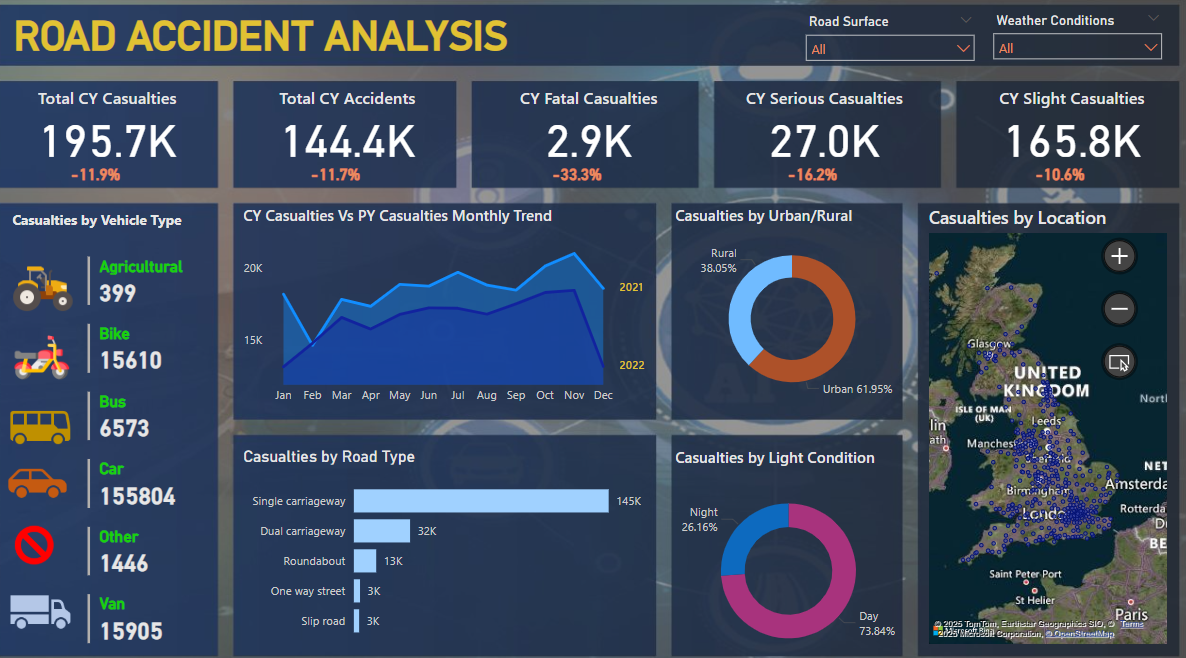 ROAD ACCIDENT ANALYSIS
Road Surface
All
Weather Conditions
All
Total CY Casualties
195.7K
-11.9%
Total CY Accidents
144.4K
-11.7%
CY Fatal Casualties
2.9K
-33.3%
CY Serious Casualties
27.0K
-16.2%
CY Slight Casualties
165.8K
-10.6%
Casualties by Vehicle Type
Agricultural
399
Bike
15610
Bus
6573
Car
155804
Other
1446
Van
15905
CY Casualties Vs PY Casualties Monthly Trend
20K
15K
2021
2022
Jan Feb Mar Apr May Jun Jul Aug Sep Oct Nov Dec
Casualties by Urban/Rural
Rural
38.05%
Urban 61.95%
Casualties by Road Type
Single carriageway 145K
Dual carriageway 32K
Roundabout 13K
One way street 3K
Slip road 3K
Casualties by Light Condition
Night
26.16%
Day
73.84%
Casualties by Location
Glasgow
UNITED
KINGDOM
North
ISLE OF MAN
(UK)
Leeds
lin
ath
Manches
NET
Amsterda
Birmingham
Rotterda
Londo
BE
Saint Peter Port
St Helier
Paris
© 2025 TomTom, Earthstar Geographics SIO, ©
2025 Microsoft Corporation, © OpenStreetMap
Terms